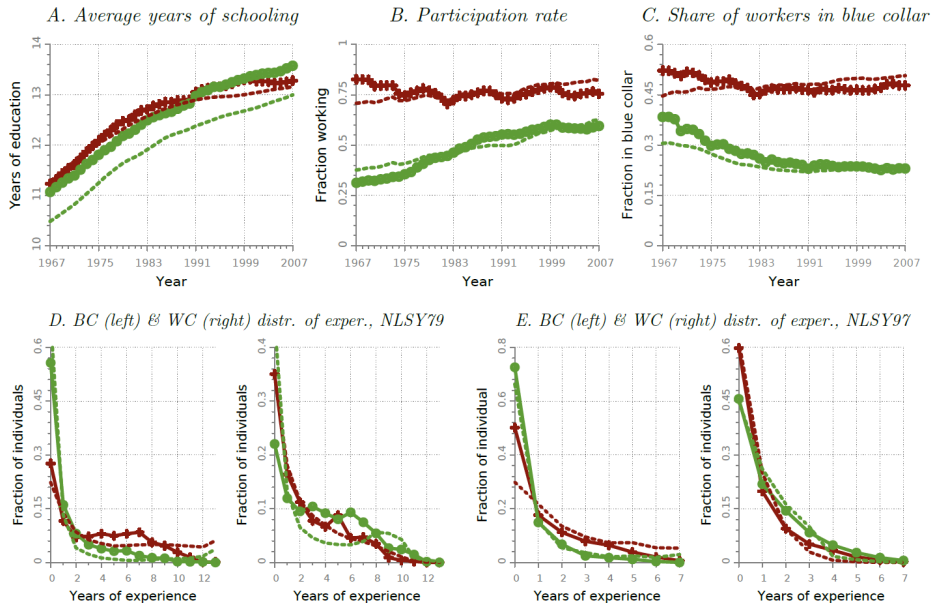 A. Average years of schooling
B. Participation rate
C. Share of workers in blue collar
Years of education
14
13
12
11
10
1967 1975 1983 1991 1999 2007
Year
Fraction working
1
0.75
0.5
0.25
0
1967 1975 1983 1991 1999 2007
Year
Fraction in blue collar
0.6
0.45
0.3
0.15
0
1967 1975 1983 1991 1999 2007
Year
D. BC (left) & WC (right) distr. of exper., NLSY79
E. BC (left) & WC (right) distr. of exper., NLSY97
Fraction of individuals
0.6
0.45
0.3
0.15
0
0 2 4 6 8 10 12
Years of experience
Fraction of individuals
0.4
0.3
0.2
0.1
0
0 2 4 6 8 10 12
Years of experience
Fraction of individual
0.8
0.6
0.4
0.2
0
0 1 2 3 4 5 6 7
Years of experience
Fraction of individuals
0.6
0.45
0.3
0.15
0
0 1 2 3 4 5 6 7
Years of experience